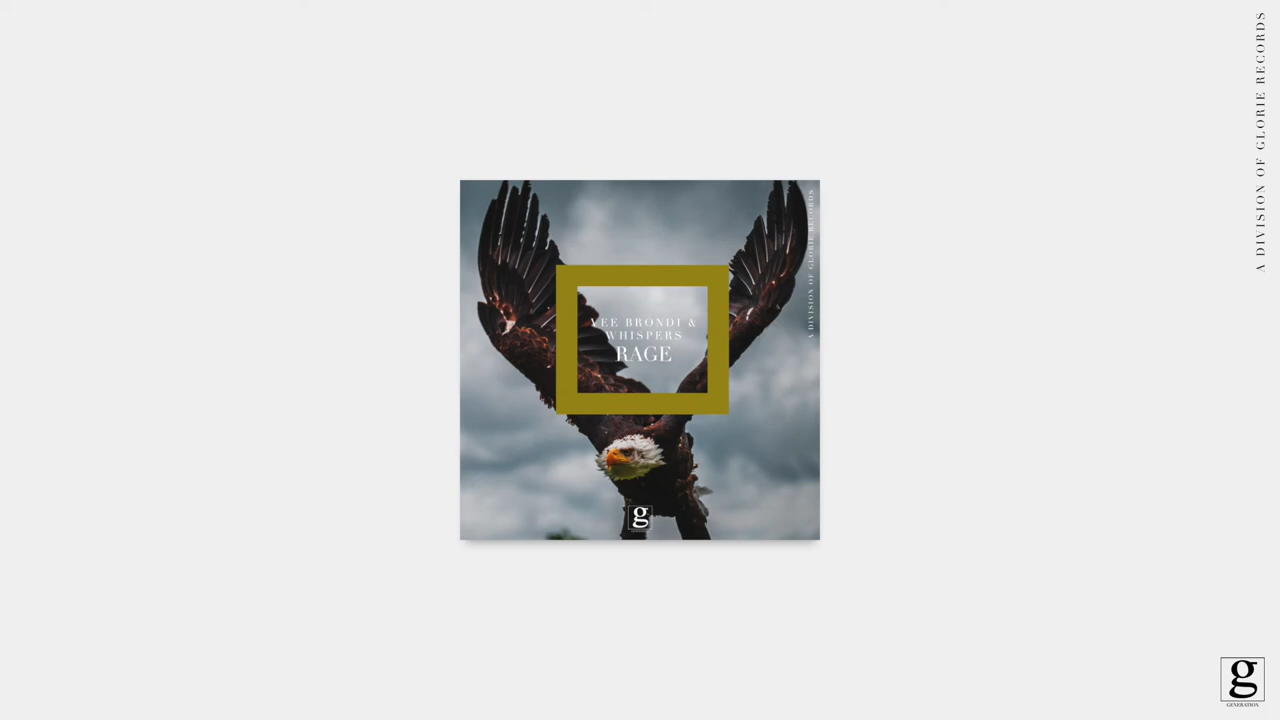 A DIVISION OF GLORIE RECORDS
A DIVISION OF GLORIE RECORDS
VEE BRONDI &
WHISPERS
RAGE
g
g
GENERATION